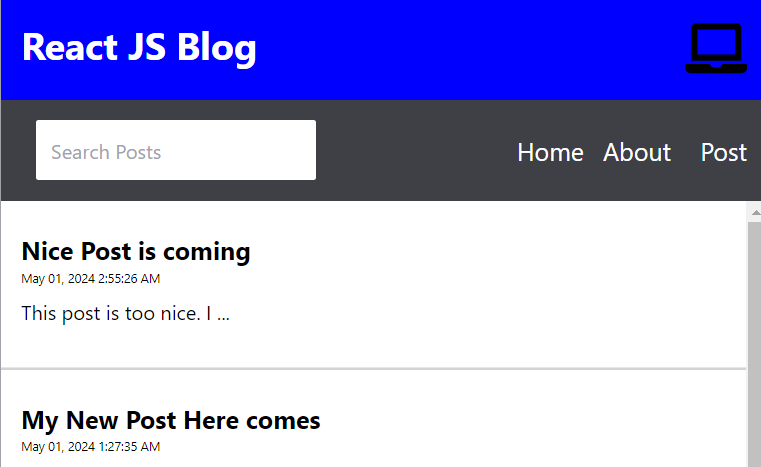 React JS Blog
Search Posts
Home About Post
Nice Post is coming
May 01, 2024 2:55:26 AM
This post is too nice. I ...
My New Post Here comes
May 01, 2024 1:27:35 AM